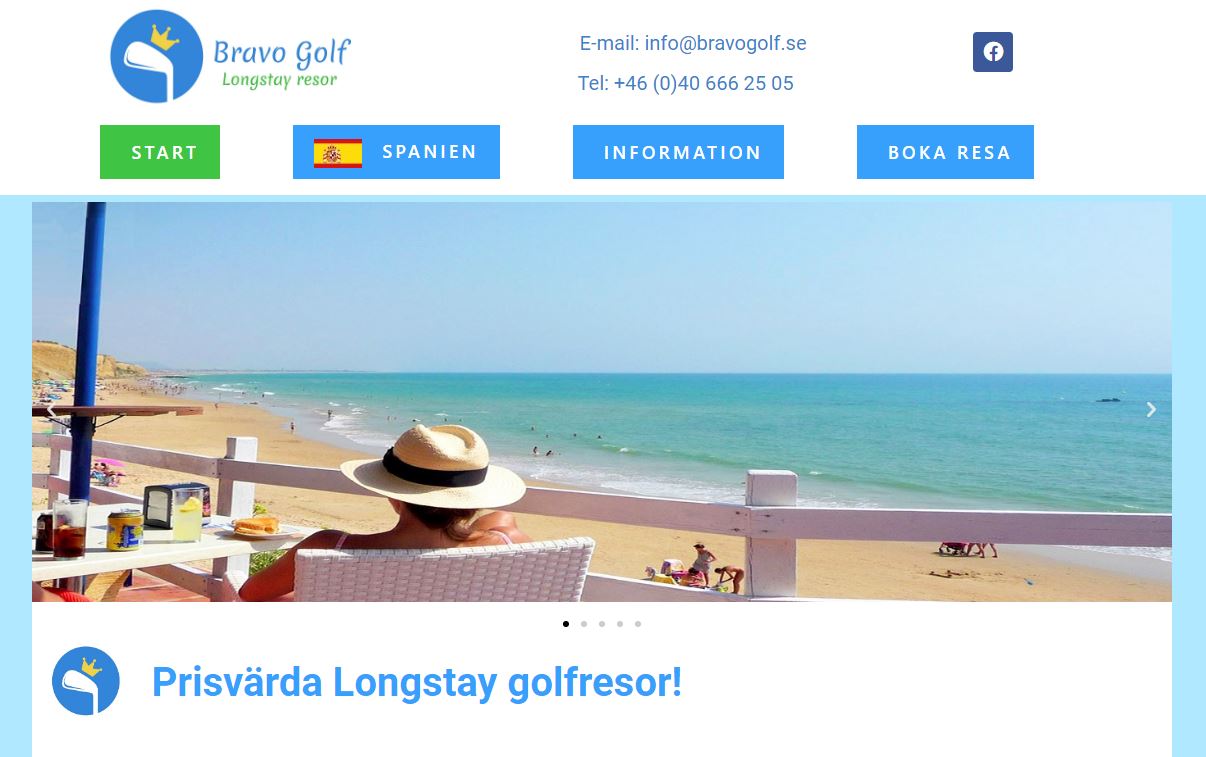 Bravo Golf
Longstay resor
E-mail: info@bravogolf.se
Tel: +46 (0)40 666 25 05
START
SPANIEN
INFORMATION
BOKA RESA
Prisvärda Longstay golfresor!